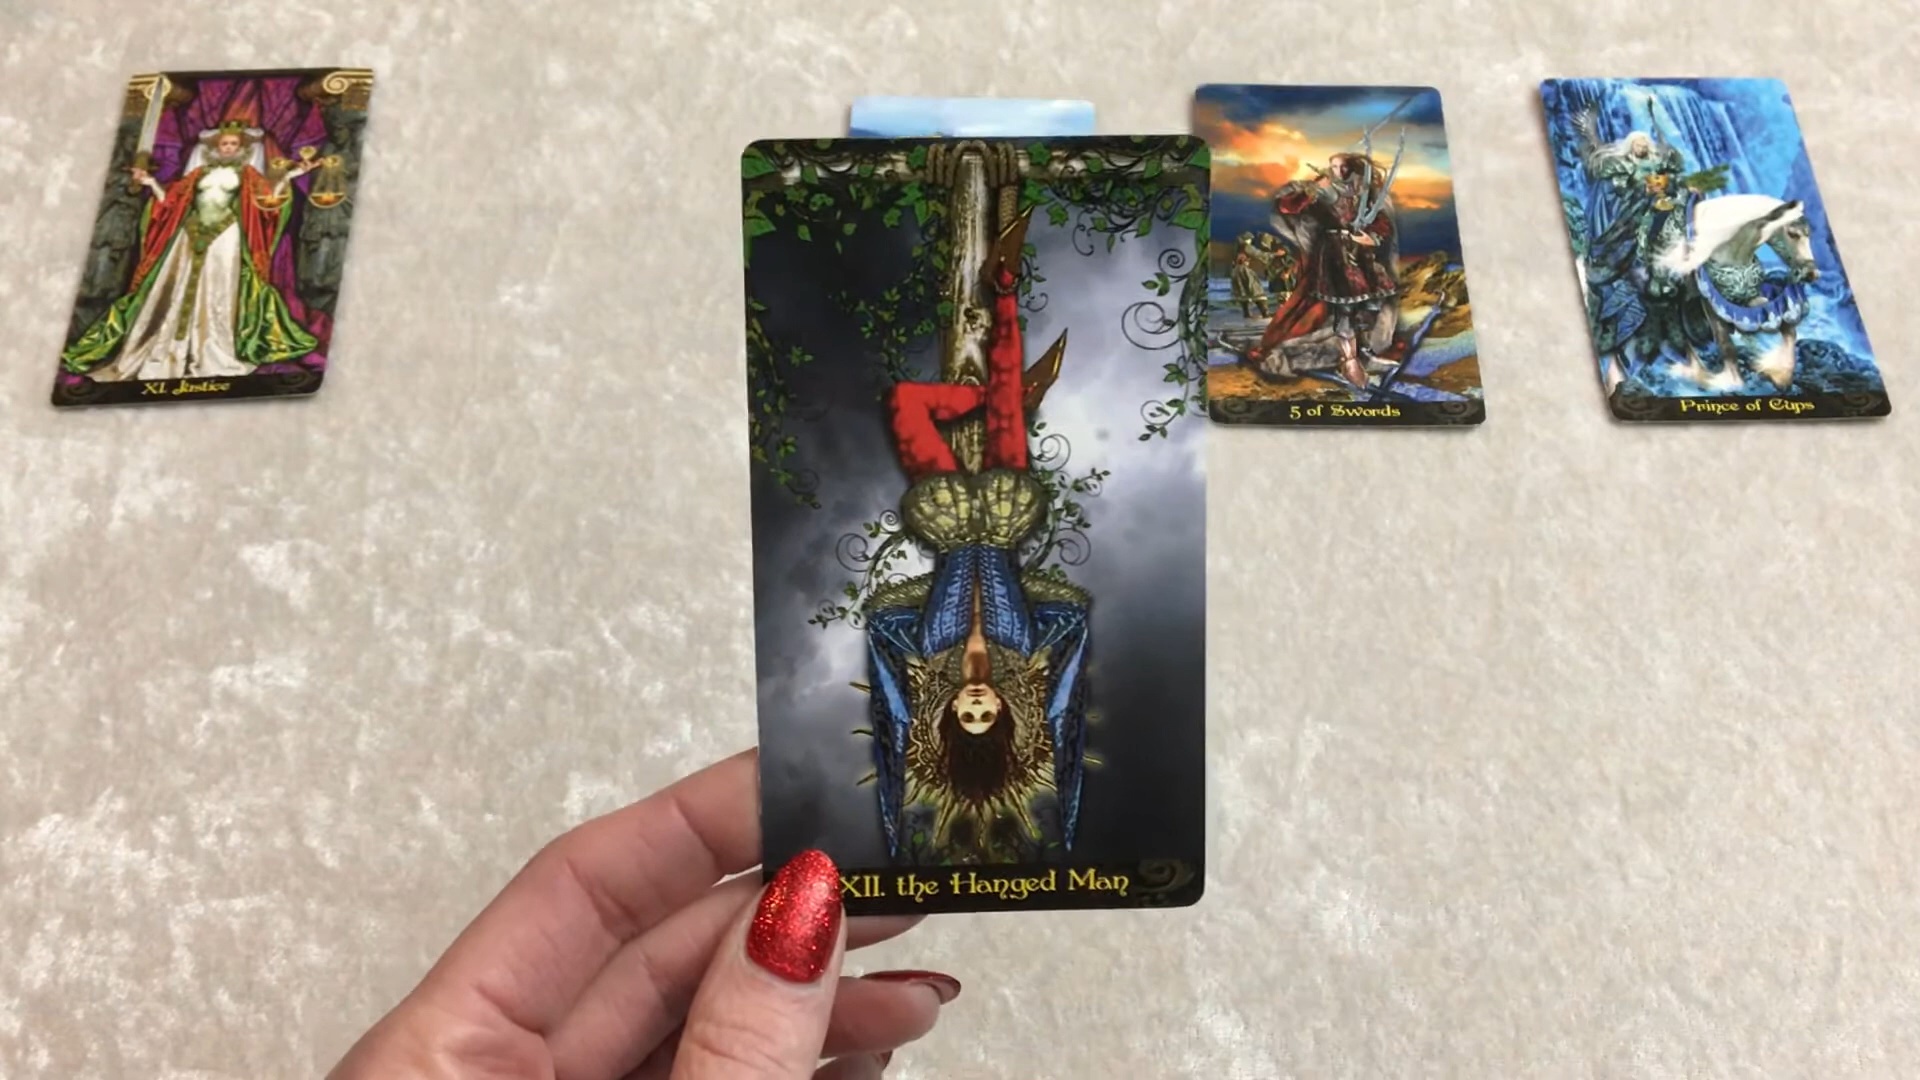 XI. Justice
5 of Swords
Prince of Cups
XII. the Hanged Man